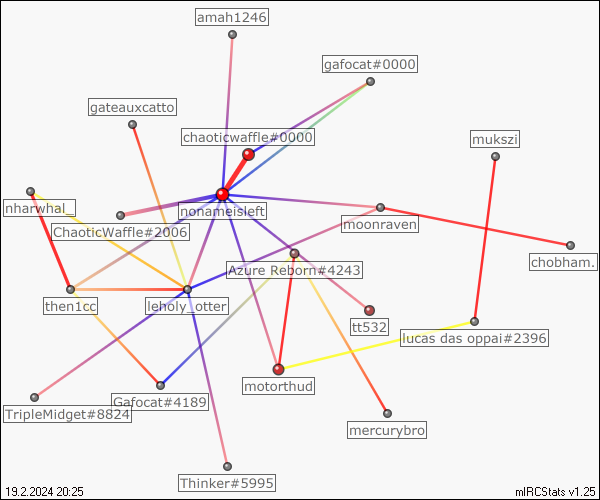 amah1246
gafocat#0000
gateauxcatto
chaoticwaffle#0000
mukszi
nharwhal_
nonameisleft
ChaoticWaffle#2006
moonraven
chobham.
Azure Reborn#4243
then1cc
leholy_otter
tt532
lucas das oppai#2396
motorthud
Gafocat#4189
TripleMidget#8824
mercurybro
Thinker#5995
19.2.2024 20:25
mIRCStats v1.25